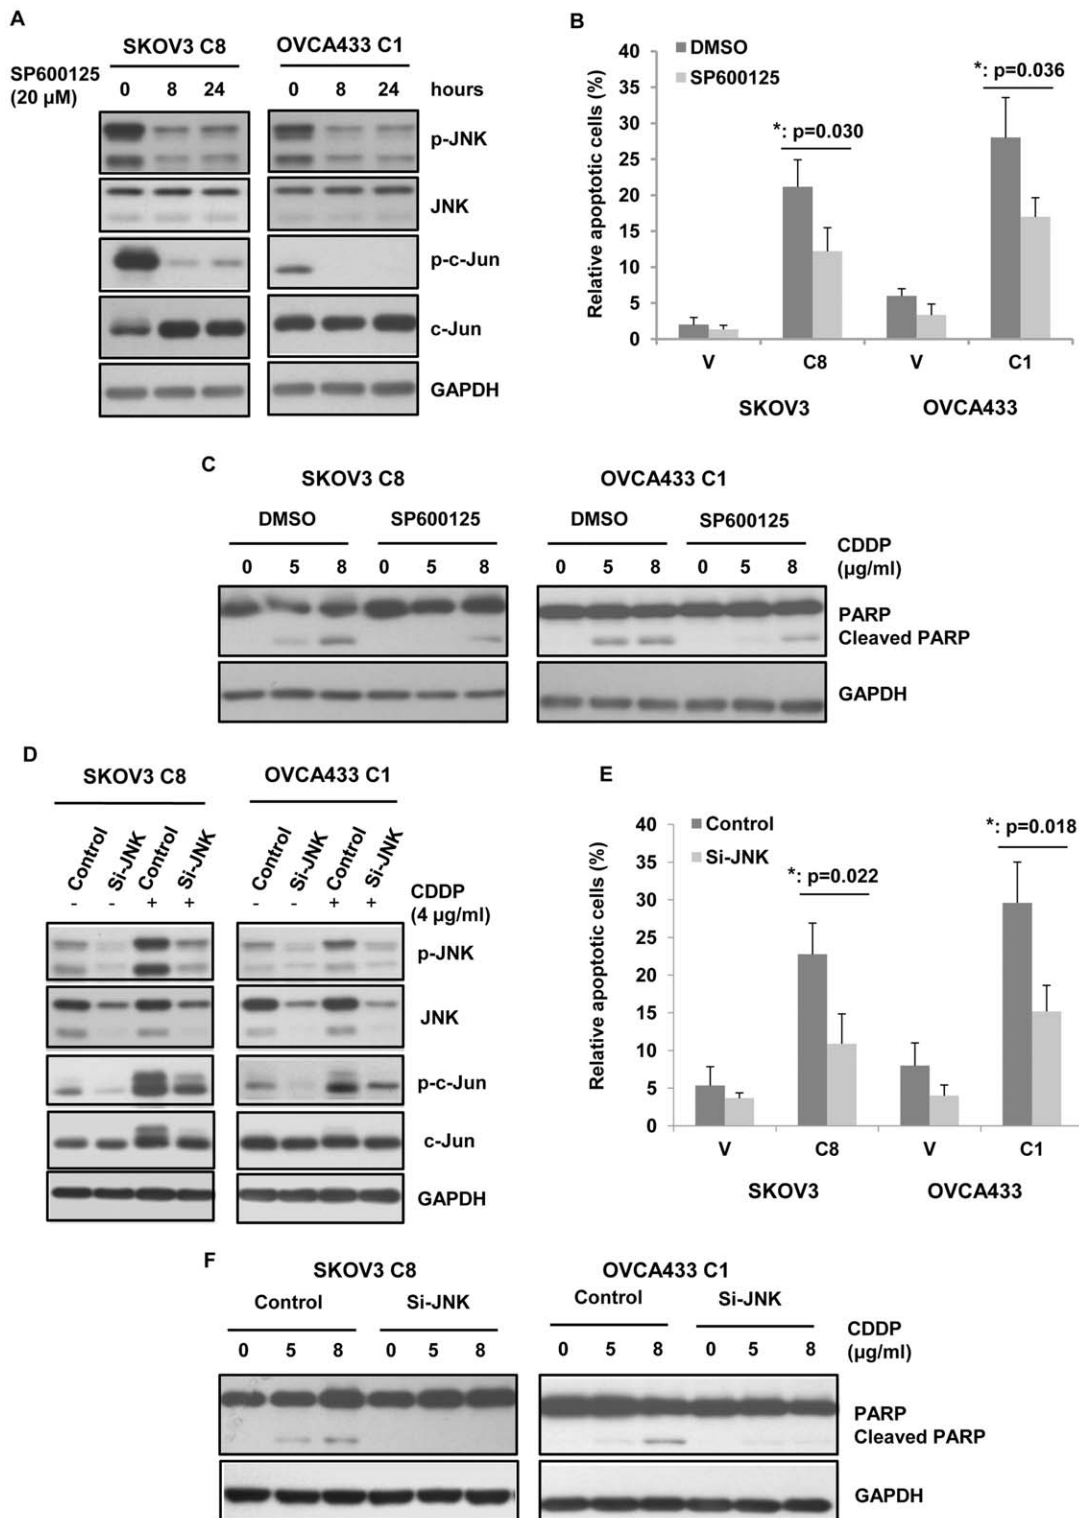 A
SKOV3 C8 OVCA433 C1
SP600125
(20 μM)
0 8 24 0 8 24 hours
p-JNK
JNK
p-c-Jun
c-Jun
GAPDH
B
DMSO
SP600125
*: p=0.030
*: p=0.036
Relative apoptotic cells (%)
40
35
30
25
20
15
10
5
0
V C8 V C1
SKOV3 OVCA433
C
SKOV3 C8 OVCA433 C1
DMSO SP600125 DMSO SP600125
0 5 8 0 5 8 0 5 8 0 5 8
CDDP
(μg/ml)
PARP
Cleaved PARP
GAPDH
D
SKOV3 C8 OVCA433 C1
Control Si-JNK Control Si-JNK Control Si-JNK Control Si-JNK
- - + + - - + +
CDDP
(4 μg/ml)
p-JNK
JNK
p-c-Jun
c-Jun
GAPDH
E
Control
Si-JNK
*: p=0.022
*: p=0.018
Relative apoptotic cells (%)
40
35
30
25
20
15
10
5
0
V C8 V C1
SKOV3 OVCA433
F
SKOV3 C8 OVCA433 C1
Control Si-JNK Control Si-JNK
0 5 8 0 5 8 0 5 8 0 5 8
CDDP
(μg/ml)
PARP
Cleaved PARP
GAPDH